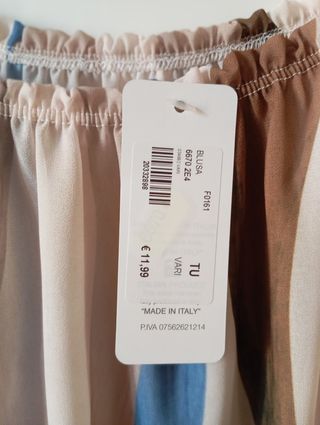 BLUSA
6670 2E4
F0161
20332898
TU
VARI
€ 11,99
"MADE IN ITALY"
P.IVA 07562621214